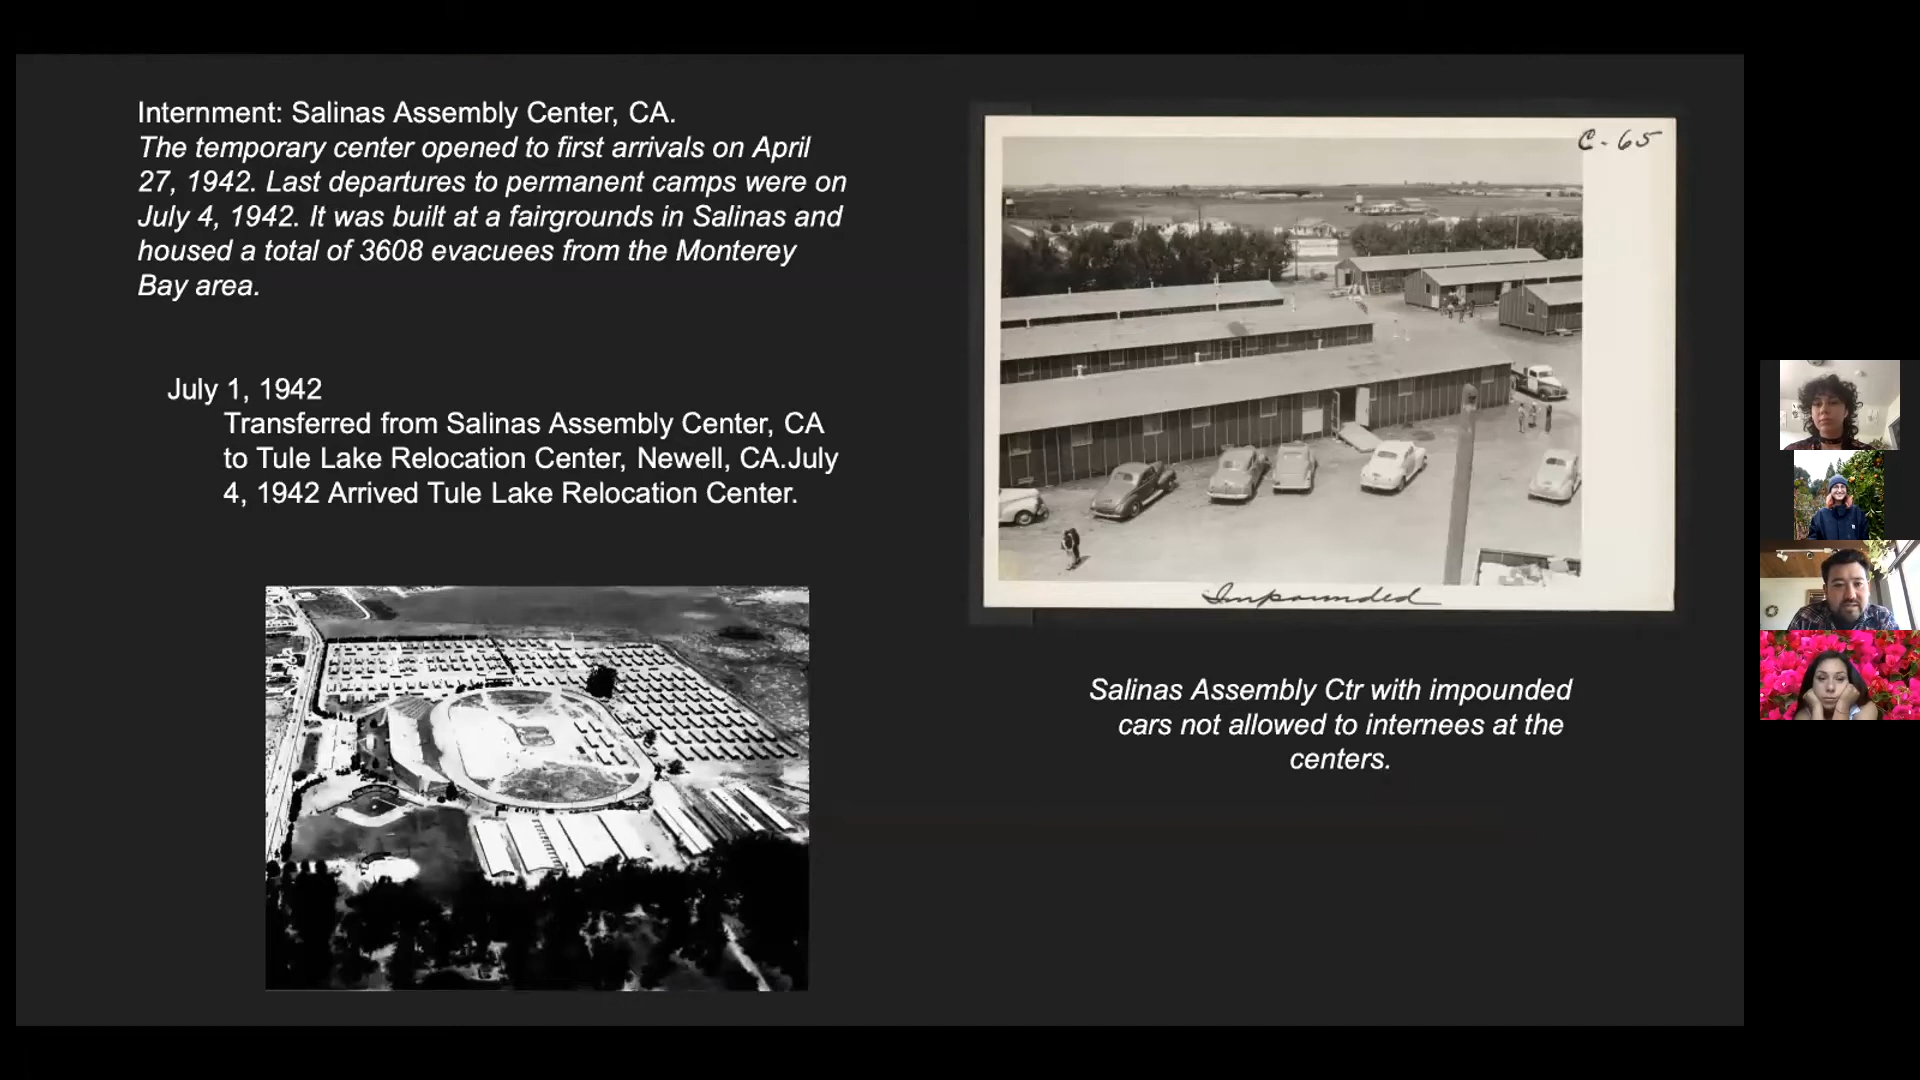 Internment: Salinas Assembly Center, CA.
The temporary center opened to first arrivals on April
27, 1942. Last departures to permanent camps were on
July 4, 1942. It was built at a fairgrounds in Salinas and
housed a total of 3608 evacuees from the Monterey
Bay area.
July 1, 1942
Transferred from Salinas Assembly Center, CA
to Tule Lake Relocation Center, Newell, CA.July
4, 1942 Arrived Tule Lake Relocation Center.
C-65
Impounded
Salinas Assembly Ctr with impounded
cars not allowed to internees at the
centers.